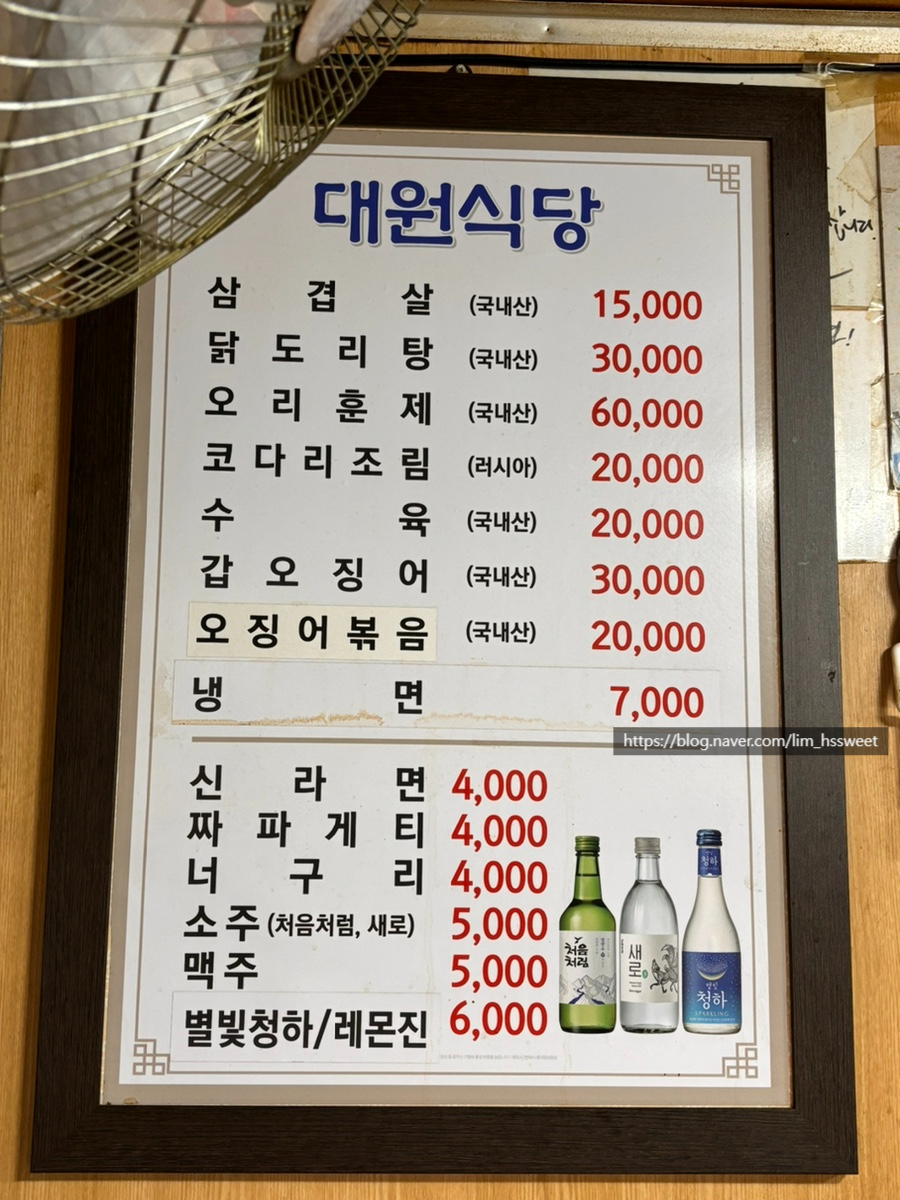 대원식당
삼겹살 (국내산) 15,000
닭도리탕 (국내산) 30,000
오리훈제 (국내산) 60,000
코다리조림 (러시아) 20,000
수육 (국내산) 20,000
갑오징어 (국내산) 30,000
오징어볶음 (국내산) 20,000
냉면 7,000
https://blog.naver.com/lim_hssweet
신라면 4,000
짜파게티 4,000
너구리 4,000
소주 (처음처럼, 새로) 5,000
맥주 5,000
별빛청하/레몬진 6,000
처음
처럼
새로
청하
별빛
청하
SPARKLING